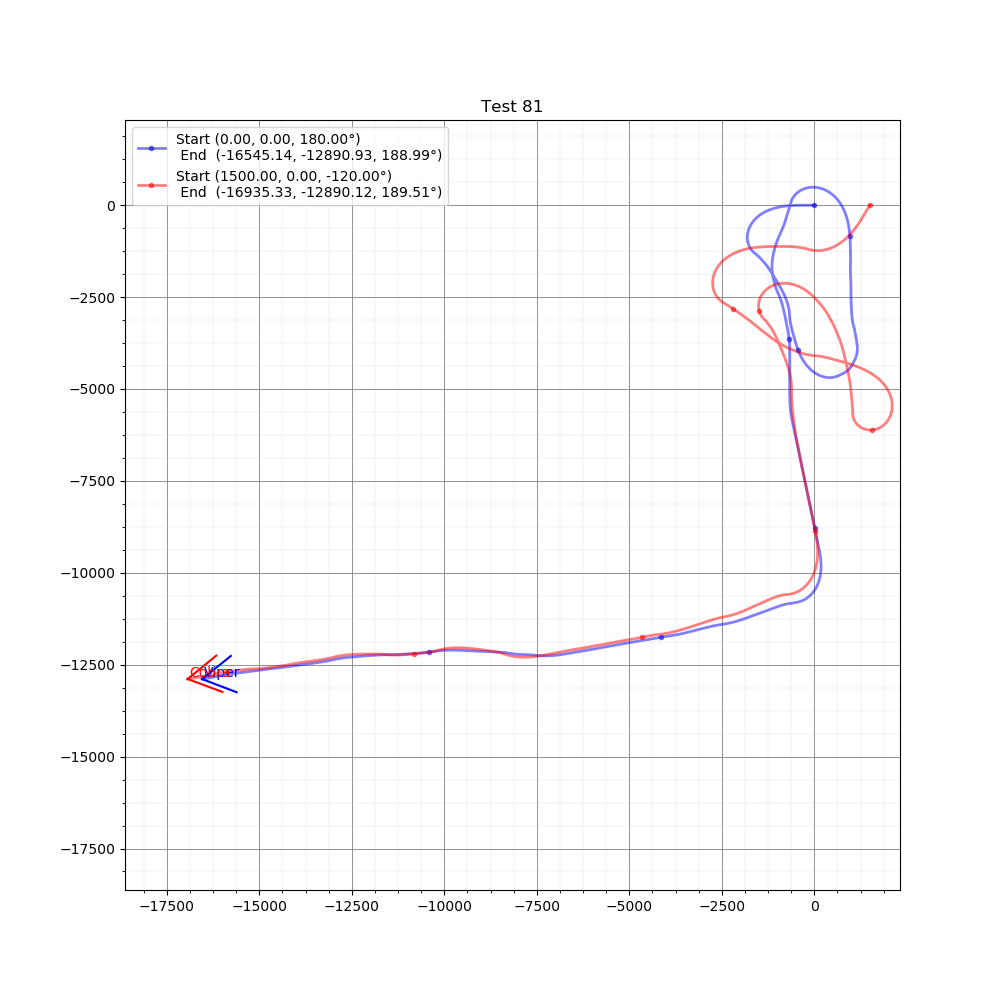 Test 81
Start (0.00, 0.00, 180.00°)
End (-16545.14, -12890.93, 188.99°)
Start (1500.00, 0.00, -120.00°)
End (-16935.33, -12890.12, 189.51°)
0
−2500
−5000
−7500
−10000
−12500
−15000
−17500
Viper
−17500 −15000 −12500 −10000 −7500 −5000 −2500 0